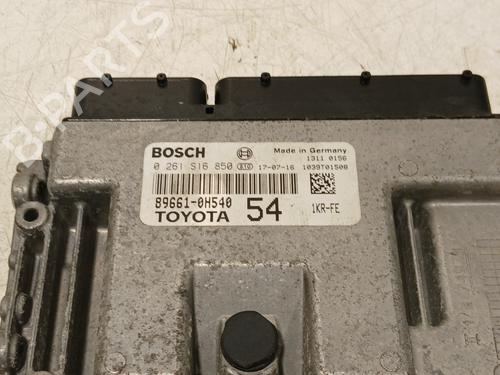 B-PARTS
BOSCH
Made in Germany
0 261 S16 850
17-07-16
1311 0156
1039T01508
89661-0H540
TOYOTA
54
1KR-FE